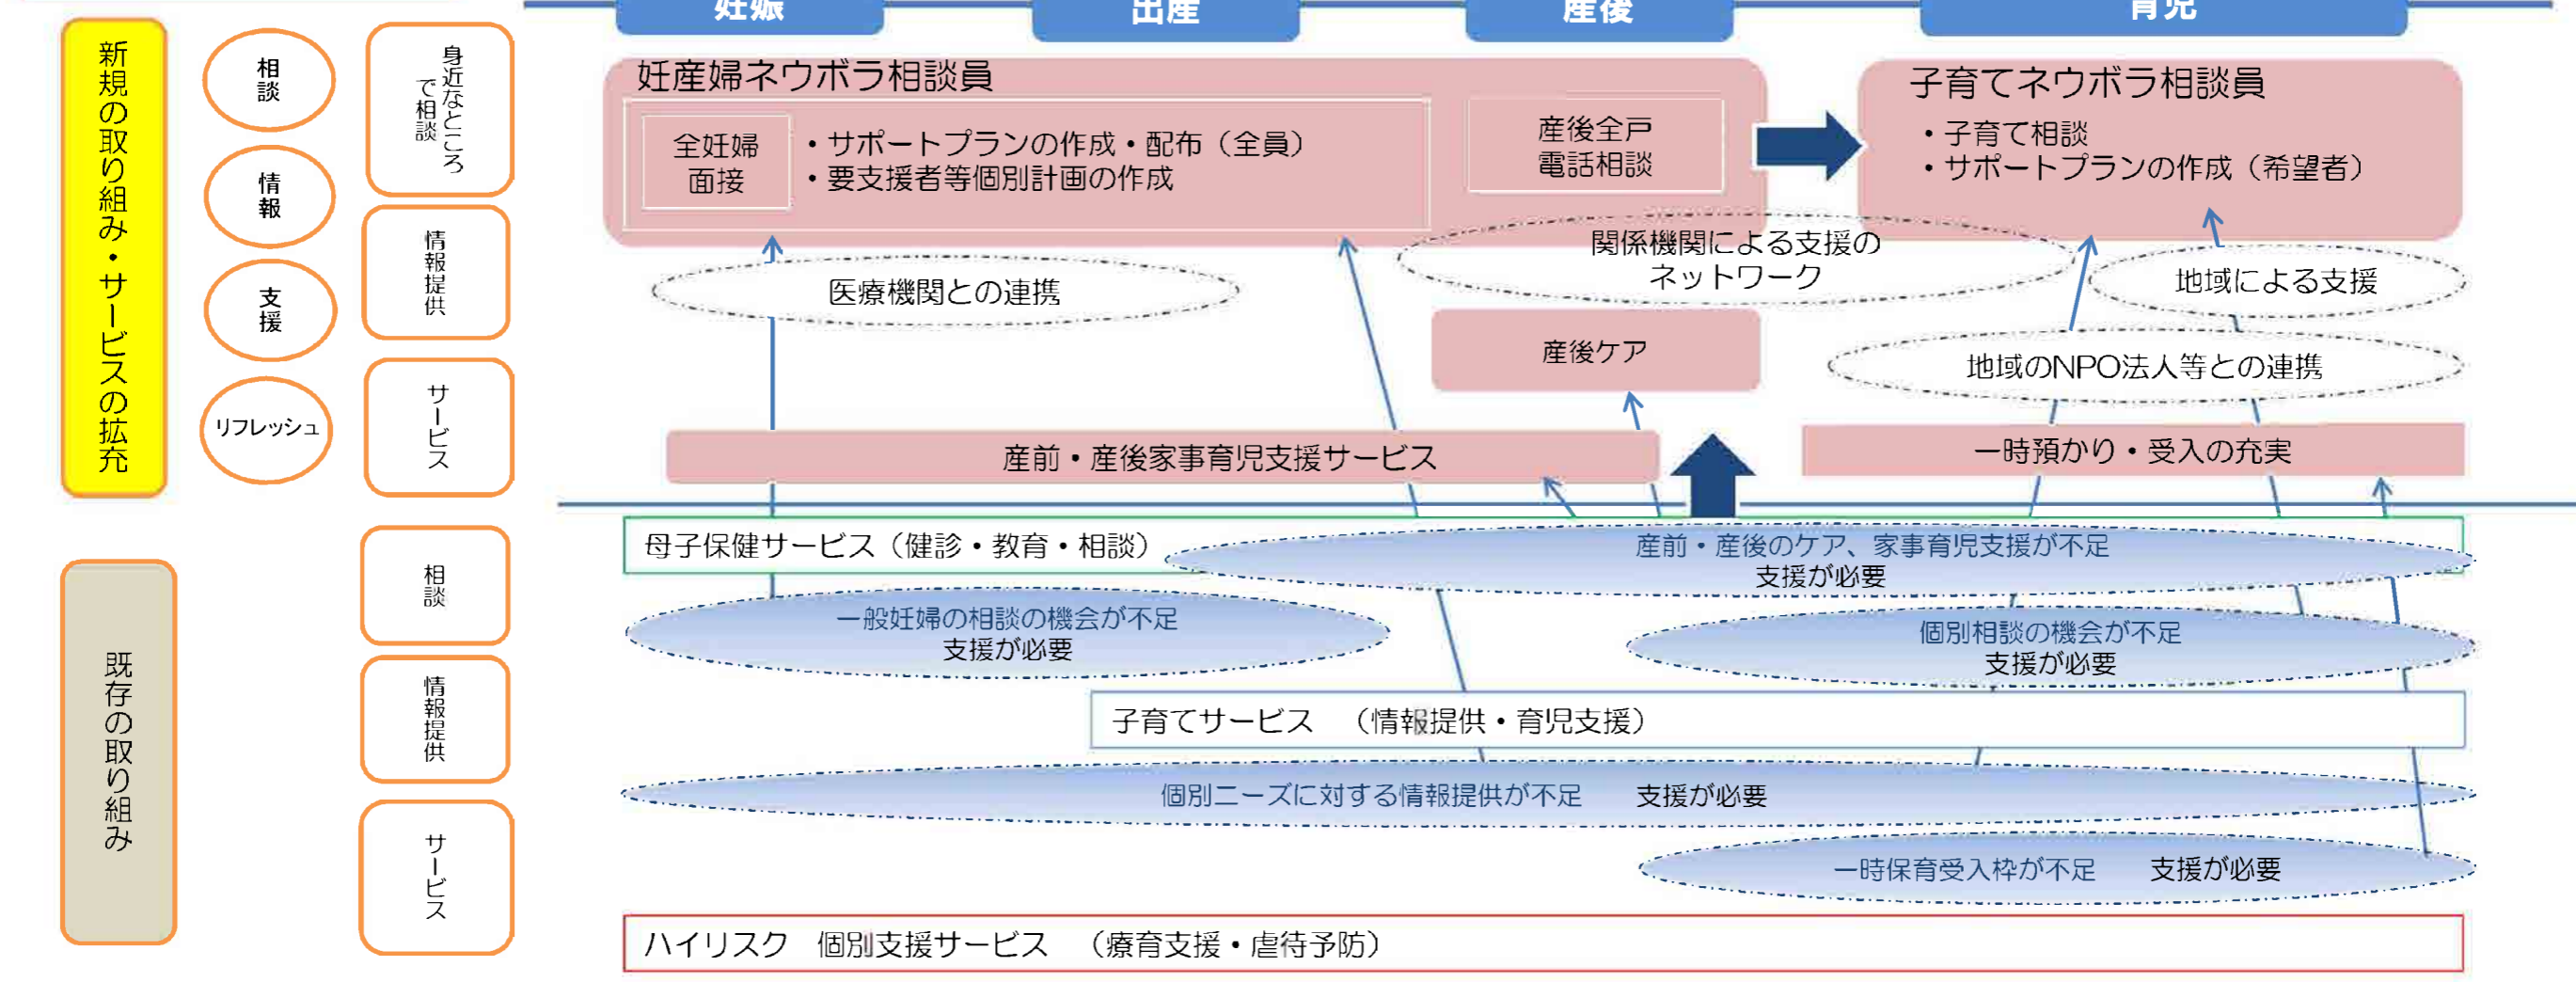 妊娠
出産
産後
育児
新規の取り組み・サービスの拡充
相談
情報
支援
リフレッシュ
身近なところ
で相談
情報提供
サービス
妊産婦ネウボラ相談員
全妊婦
面接
・サポートプランの作成・配布（全員）
・要支援者等個別計画の作成
産後全戸
電話相談
子育てネウボラ相談員
・子育て相談
・サポートプランの作成（希望者）
医療機関との連携
関係機関による支援の
ネットワーク
地域による支援
産後ケア
地域のNPO法人等との連携
産前・産後家事育児支援サービス
一時預かり・受入の充実
既存の取り組み
相談
情報提供
サービス
母子保健サービス（健診・教育・相談）
産前・産後のケア、家事育児支援が不足
支援が必要
一般妊婦の相談の機会が不足
支援が必要
個別相談の機会が不足
支援が必要
子育てサービス　（情報提供・育児支援）
個別ニーズに対する情報提供が不足　支援が必要
一時保育受入枠が不足　支援が必要
ハイリスク　個別支援サービス　（療育支援・虐待予防）